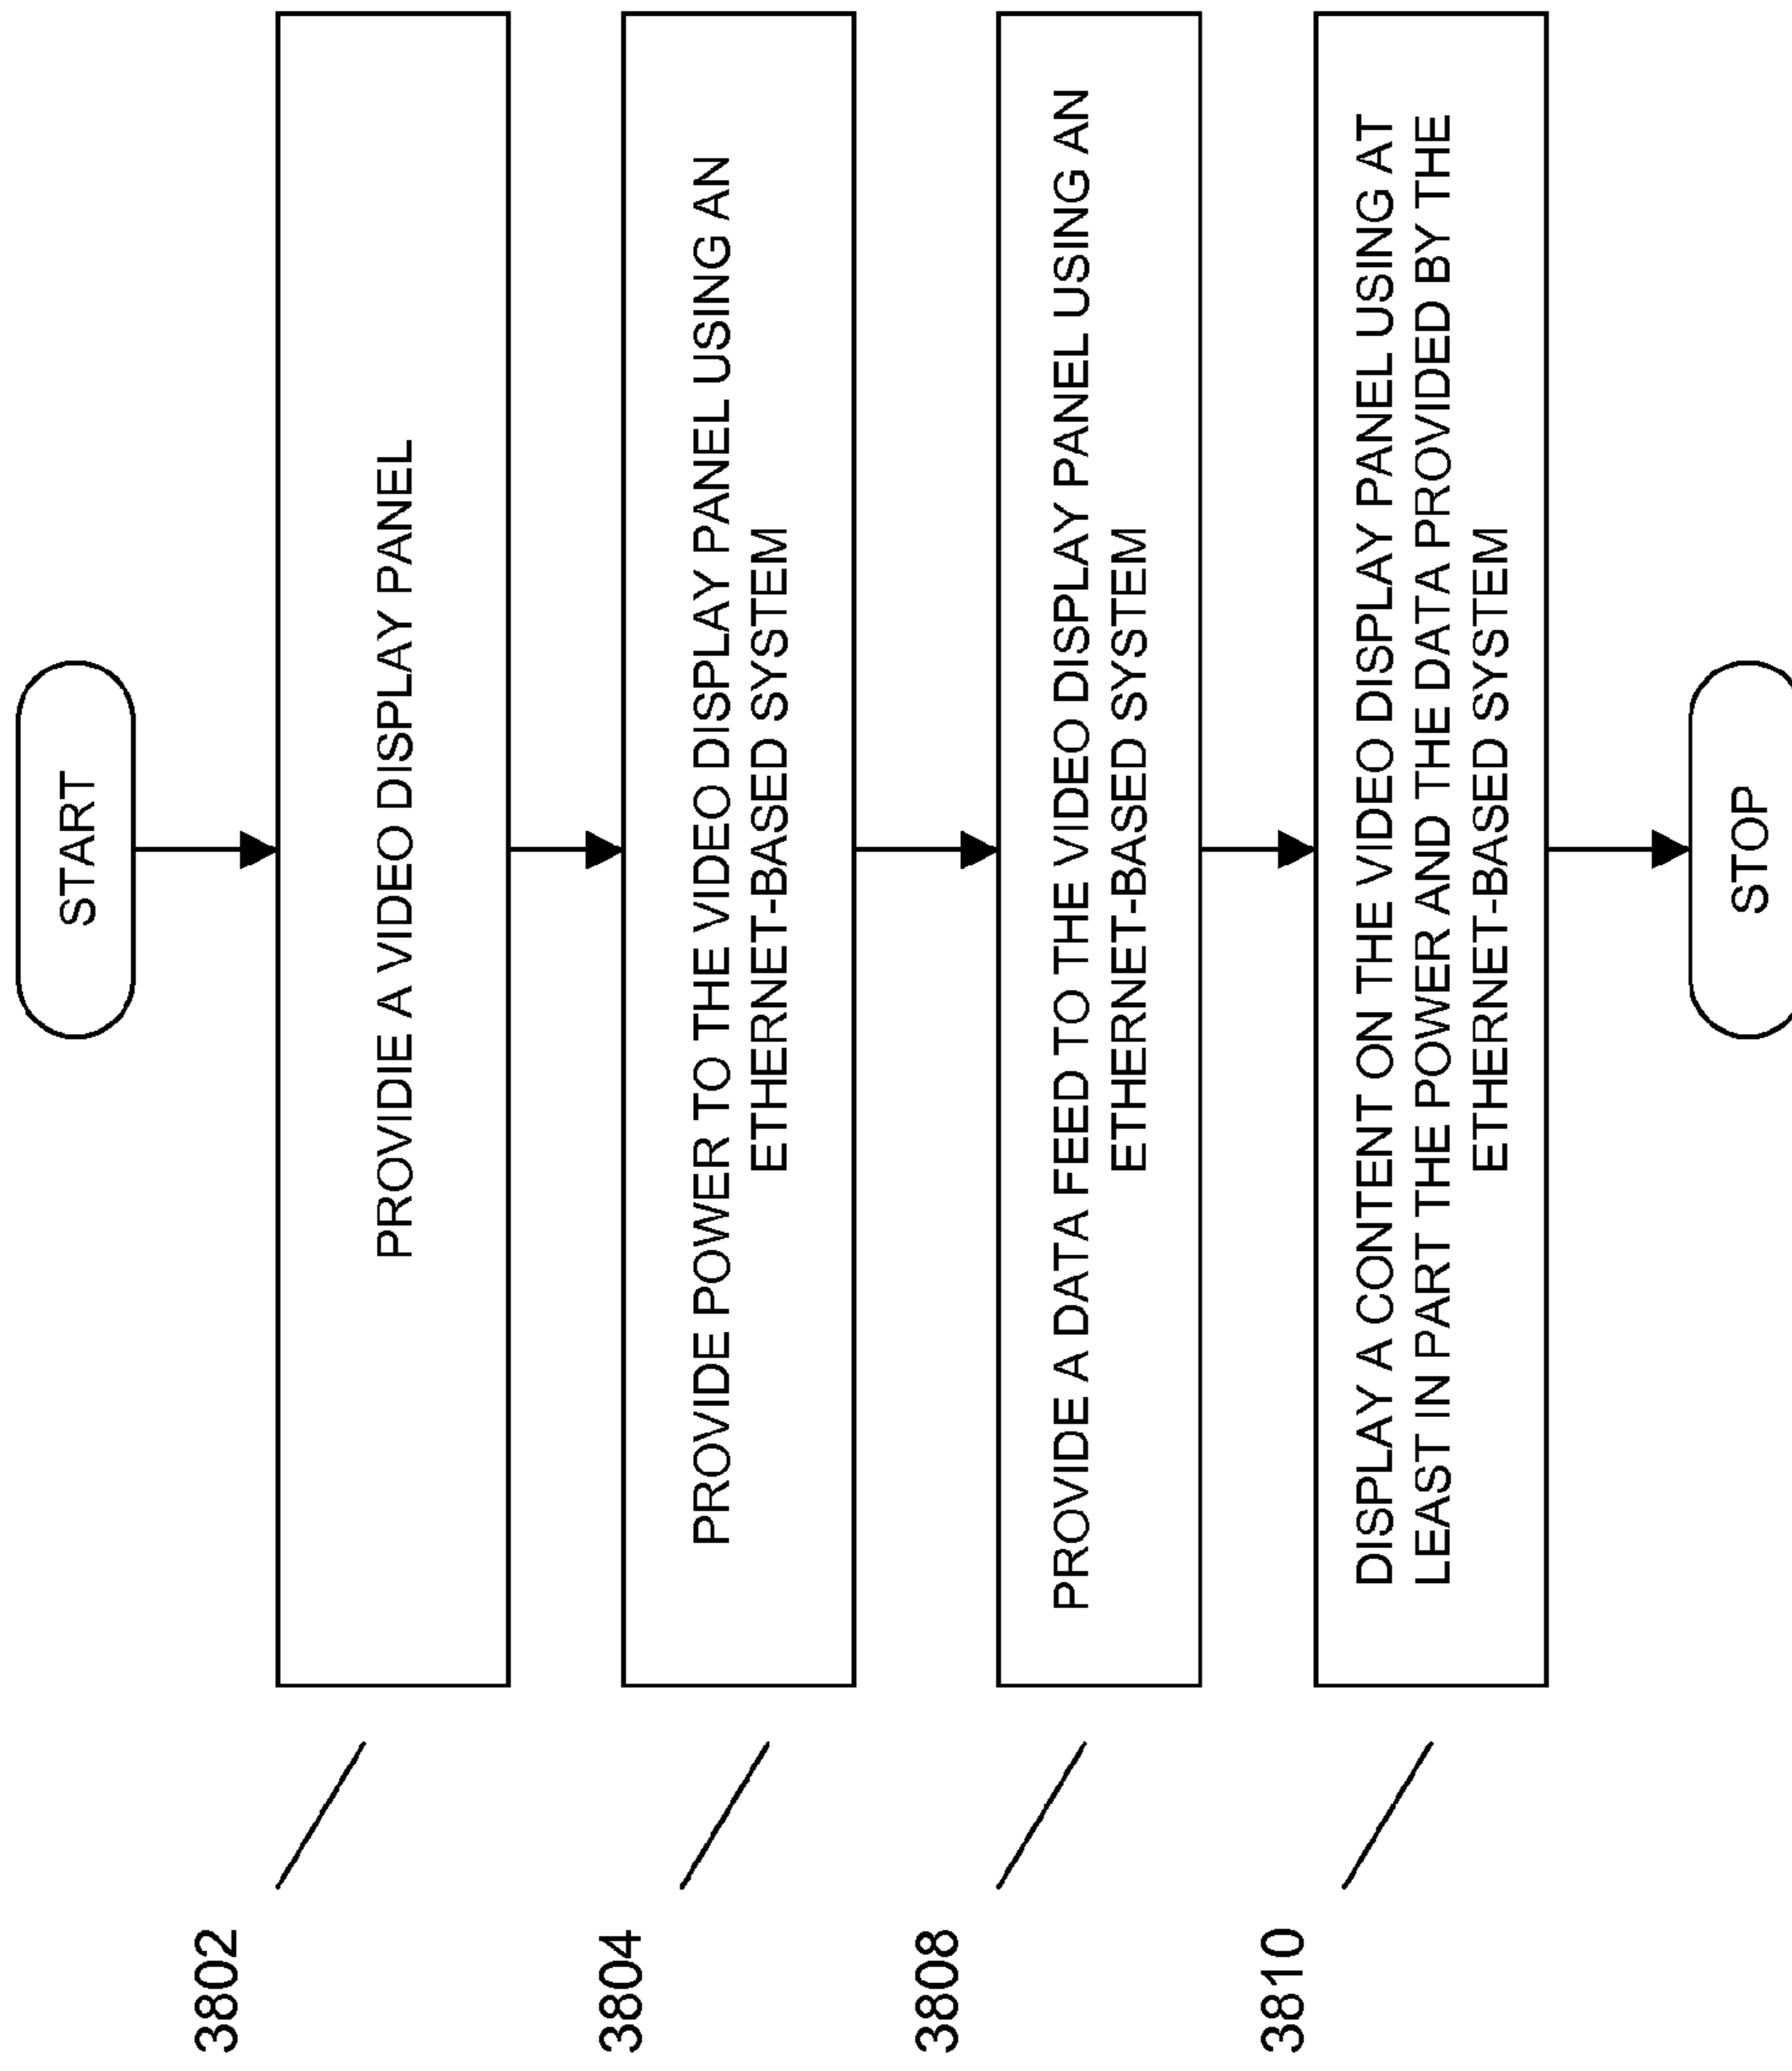 START
3802
PROVIDIE A VIDEO DISPLAY PANEL
3804
PROVIDE POWER TO THE VIDEO DISPLAY PANEL USING AN
ETHERNET-BASED SYSTEM
3808
PROVIDE A DATA FEED TO THE VIDEO DISPLAY PANEL USING AN
ETHERNET-BASED SYSTEM
3810
DISPLAY A CONTENT ON THE VIDEO DISPLAY PANEL USING AT
LEAST IN PART THE POWER AND THE DATA PROVIDED BY THE
ETHERNET-BASED SYSTEM
STOP